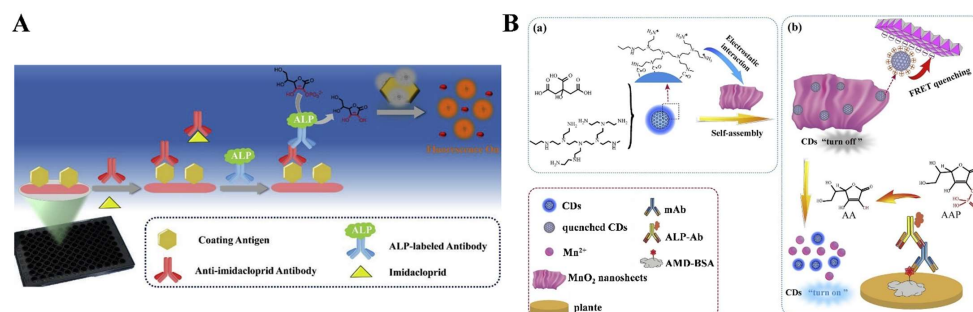 A
ALP
ALP
Coating Antigen
Anti-imidacloprid Antibody
ALP
ALP-labeled Antibody
Imidacloprid
B
(a)
Electrostatic
interaction
Self-assembly
CDs
quenched CDs
Mn²⁺
MnO₂ nanosheets
plante
mAb
ALP-Ab
AMD-BSA
(b)
FRET quenching
CDs "turn off"
AA
AAP
CDs "turn on"